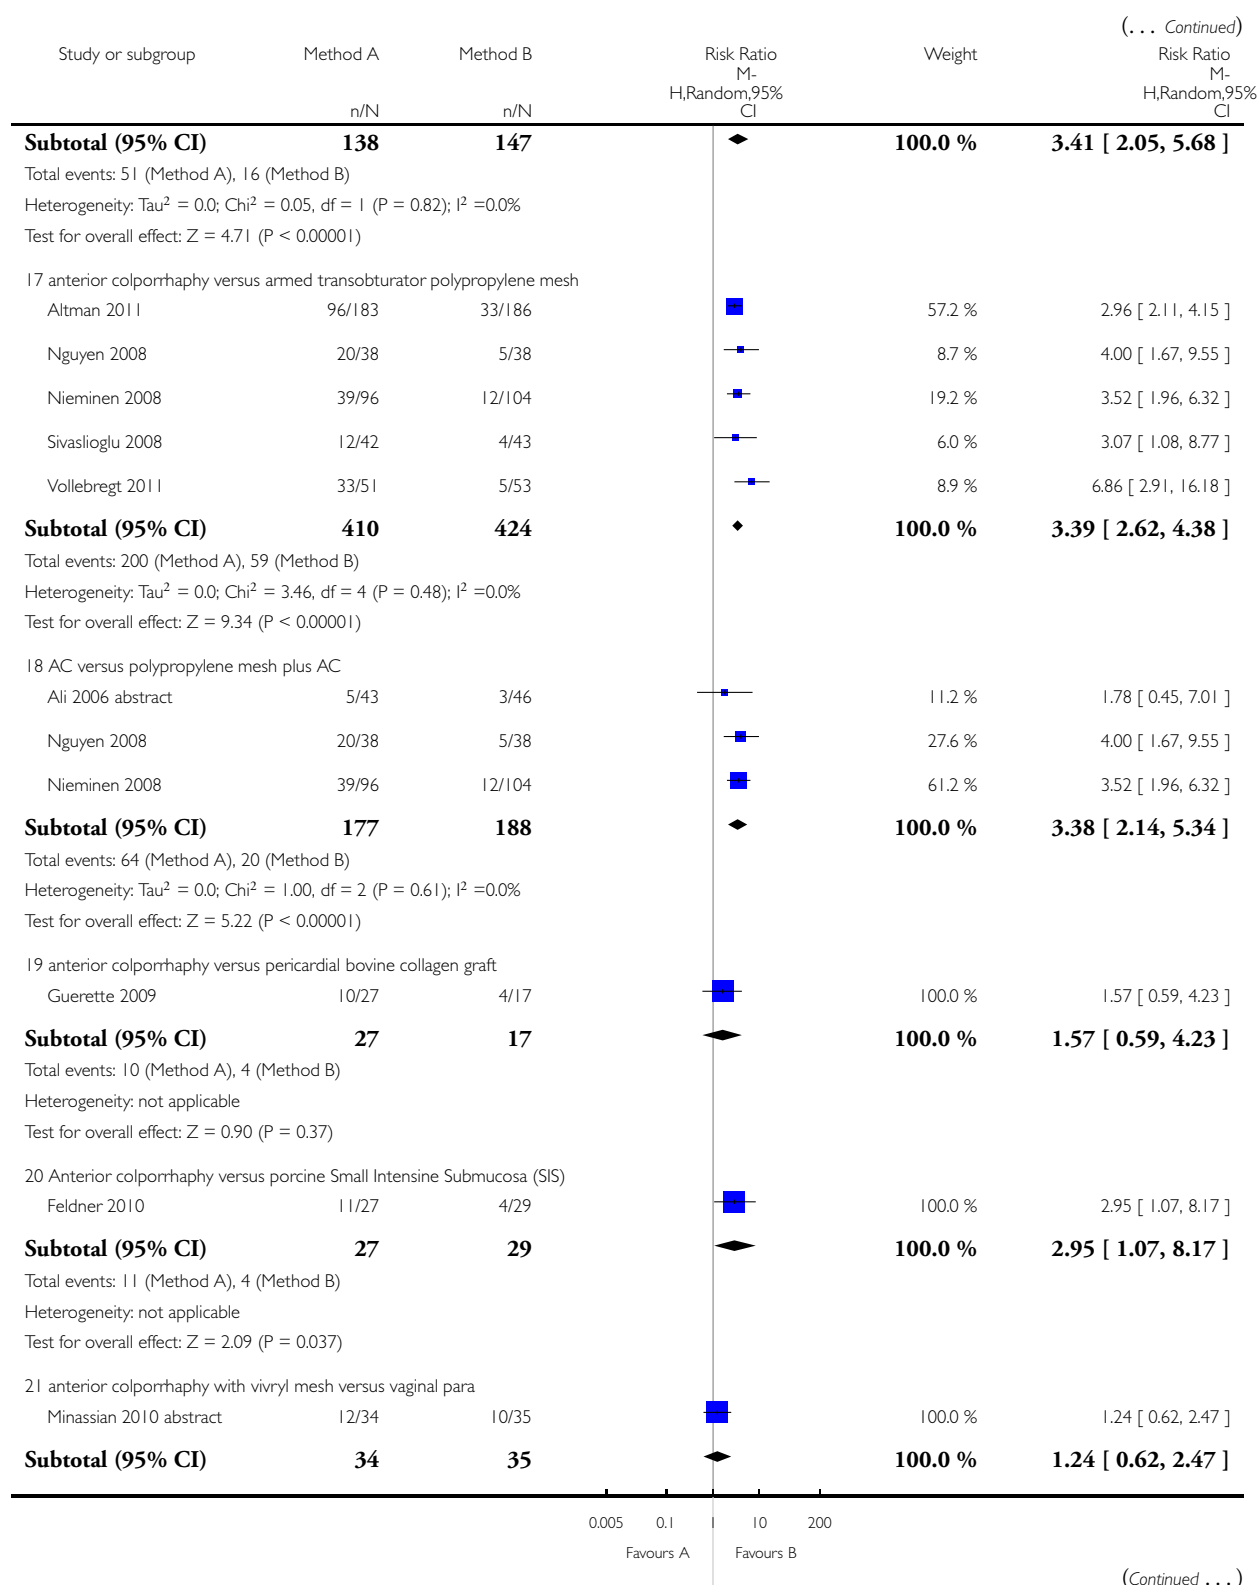 (... Continued)
Study or subgroup Method A Method B Risk Ratio Weight Risk Ratio
M- M-
H,Random,95% H,Random,95%
n/N n/N CI CI
Subtotal (95% CI) 138 147 100.0 % 3.41 [ 2.05, 5.68 ]
Total events: 51 (Method A), 16 (Method B)
Heterogeneity: Tau² = 0.0; Chi² = 0.05, df = 1 (P = 0.82); I² =0.0%
Test for overall effect: Z = 4.71 (P < 0.00001)
17 anterior colporrhaphy versus armed transobturator polypropylene mesh
Altman 2011 96/183 33/186 57.2 % 2.96 [ 2.11, 4.15 ]
Nguyen 2008 20/38 5/38 8.7 % 4.00 [ 1.67, 9.55 ]
Nieminen 2008 39/96 12/104 19.2 % 3.52 [ 1.96, 6.32 ]
Sivaslioglu 2008 12/42 4/43 6.0 % 3.07 [ 1.08, 8.77 ]
Vollebregt 2011 33/51 5/53 8.9 % 6.86 [ 2.91, 16.18 ]
Subtotal (95% CI) 410 424 100.0 % 3.39 [ 2.62, 4.38 ]
Total events: 200 (Method A), 59 (Method B)
Heterogeneity: Tau² = 0.0; Chi² = 3.46, df = 4 (P = 0.48); I² =0.0%
Test for overall effect: Z = 9.34 (P < 0.00001)
18 AC versus polypropylene mesh plus AC
Ali 2006 abstract 5/43 3/46 11.2 % 1.78 [ 0.45, 7.01 ]
Nguyen 2008 20/38 5/38 27.6 % 4.00 [ 1.67, 9.55 ]
Nieminen 2008 39/96 12/104 61.2 % 3.52 [ 1.96, 6.32 ]
Subtotal (95% CI) 177 188 100.0 % 3.38 [ 2.14, 5.34 ]
Total events: 64 (Method A), 20 (Method B)
Heterogeneity: Tau² = 0.0; Chi² = 1.00, df = 2 (P = 0.61); I² =0.0%
Test for overall effect: Z = 5.22 (P < 0.00001)
19 anterior colporrhaphy versus pericardial bovine collagen graft
Guerette 2009 10/27 4/17 100.0 % 1.57 [ 0.59, 4.23 ]
Subtotal (95% CI) 27 17 100.0 % 1.57 [ 0.59, 4.23 ]
Total events: 10 (Method A), 4 (Method B)
Heterogeneity: not applicable
Test for overall effect: Z = 0.90 (P = 0.37)
20 Anterior colporrhaphy versus porcine Small Intensine Submucosa (SIS)
Feldner 2010 11/27 4/29 100.0 % 2.95 [ 1.07, 8.17 ]
Subtotal (95% CI) 27 29 100.0 % 2.95 [ 1.07, 8.17 ]
Total events: 11 (Method A), 4 (Method B)
Heterogeneity: not applicable
Test for overall effect: Z = 2.09 (P = 0.037)
21 anterior colporrhaphy with vivryl mesh versus vaginal para
Minassian 2010 abstract 12/34 10/35 100.0 % 1.24 [ 0.62, 2.47 ]
Subtotal (95% CI) 34 35 100.0 % 1.24 [ 0.62, 2.47 ]
0.005 0.1 1 10 200
Favours A Favours B
(Continued ...)